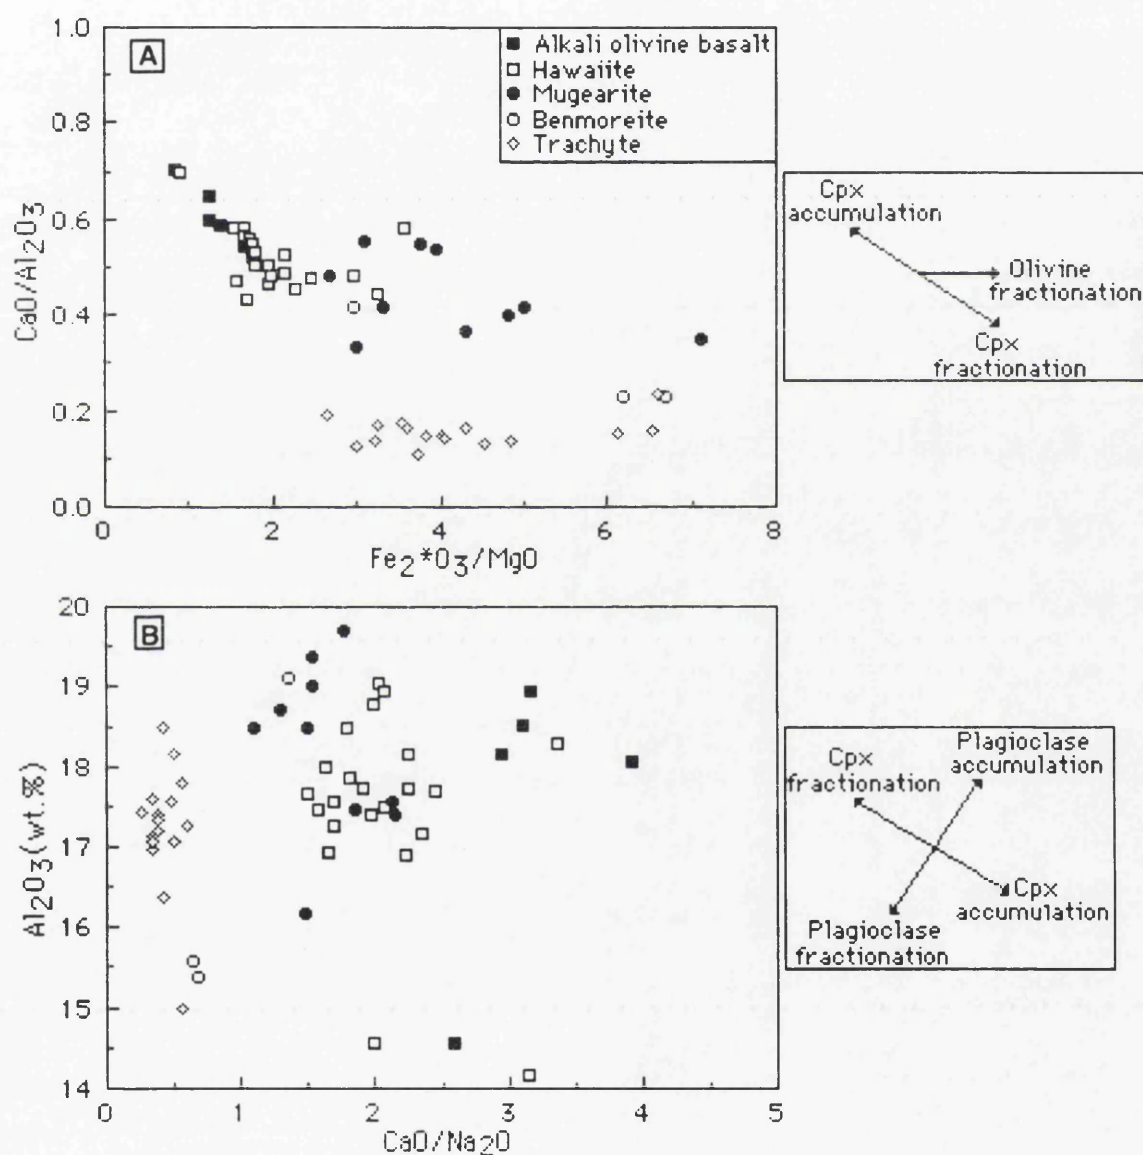 A
■ Alkali olivine basalt
□ Hawaiite
● Mugearite
○ Benmoreite
◇ Trachyte
1.0
0.8
0.6
0.4
0.2
0.0
CaO/Al2O3
0 2 4 6 8
Fe2*O3/MgO
Cpx
accumulation
Olivine
fractionation
Cpx
fractionation
B
20
19
18
17
16
15
14
Al2O3(wt.%)
0 1 2 3 4 5
CaO/Na2O
Cpx
fractionation
Plagioclase
accumulation
Cpx
accumulation
Plagioclase
fractionation